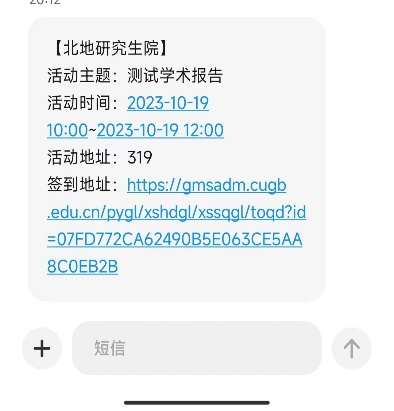 20:12
【北地研究生院】
活动主题：测试学术报告
活动时间：2023-10-19
10:00~2023-10-19 12:00
活动地址：319
签到地址：https://gmsadm.cugb
.edu.cn/pygl/xshdgl/xssqgl/toqd?id
=07FD772CA62490B5E063CE5AA
8C0EB2B
短信